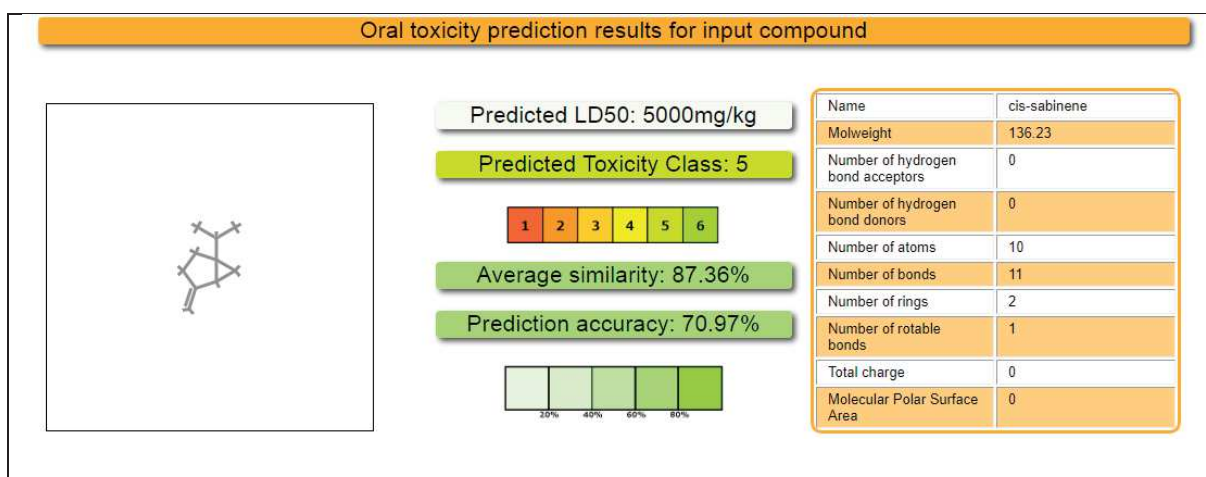 Oral toxicity prediction results for input compound
Predicted LD50: 5000mg/kg
Predicted Toxicity Class: 5
1 2 3 4 5 6
Average similarity: 87.36%
Prediction accuracy: 70.97%
20% 40% 60% 80%
Name cis-sabinene
Molweight 136.23
Number of hydrogen
bond acceptors 0
Number of hydrogen
bond donors 0
Number of atoms 10
Number of bonds 11
Number of rings 2
Number of rotable
bonds 1
Total charge 0
Molecular Polar Surface
Area 0